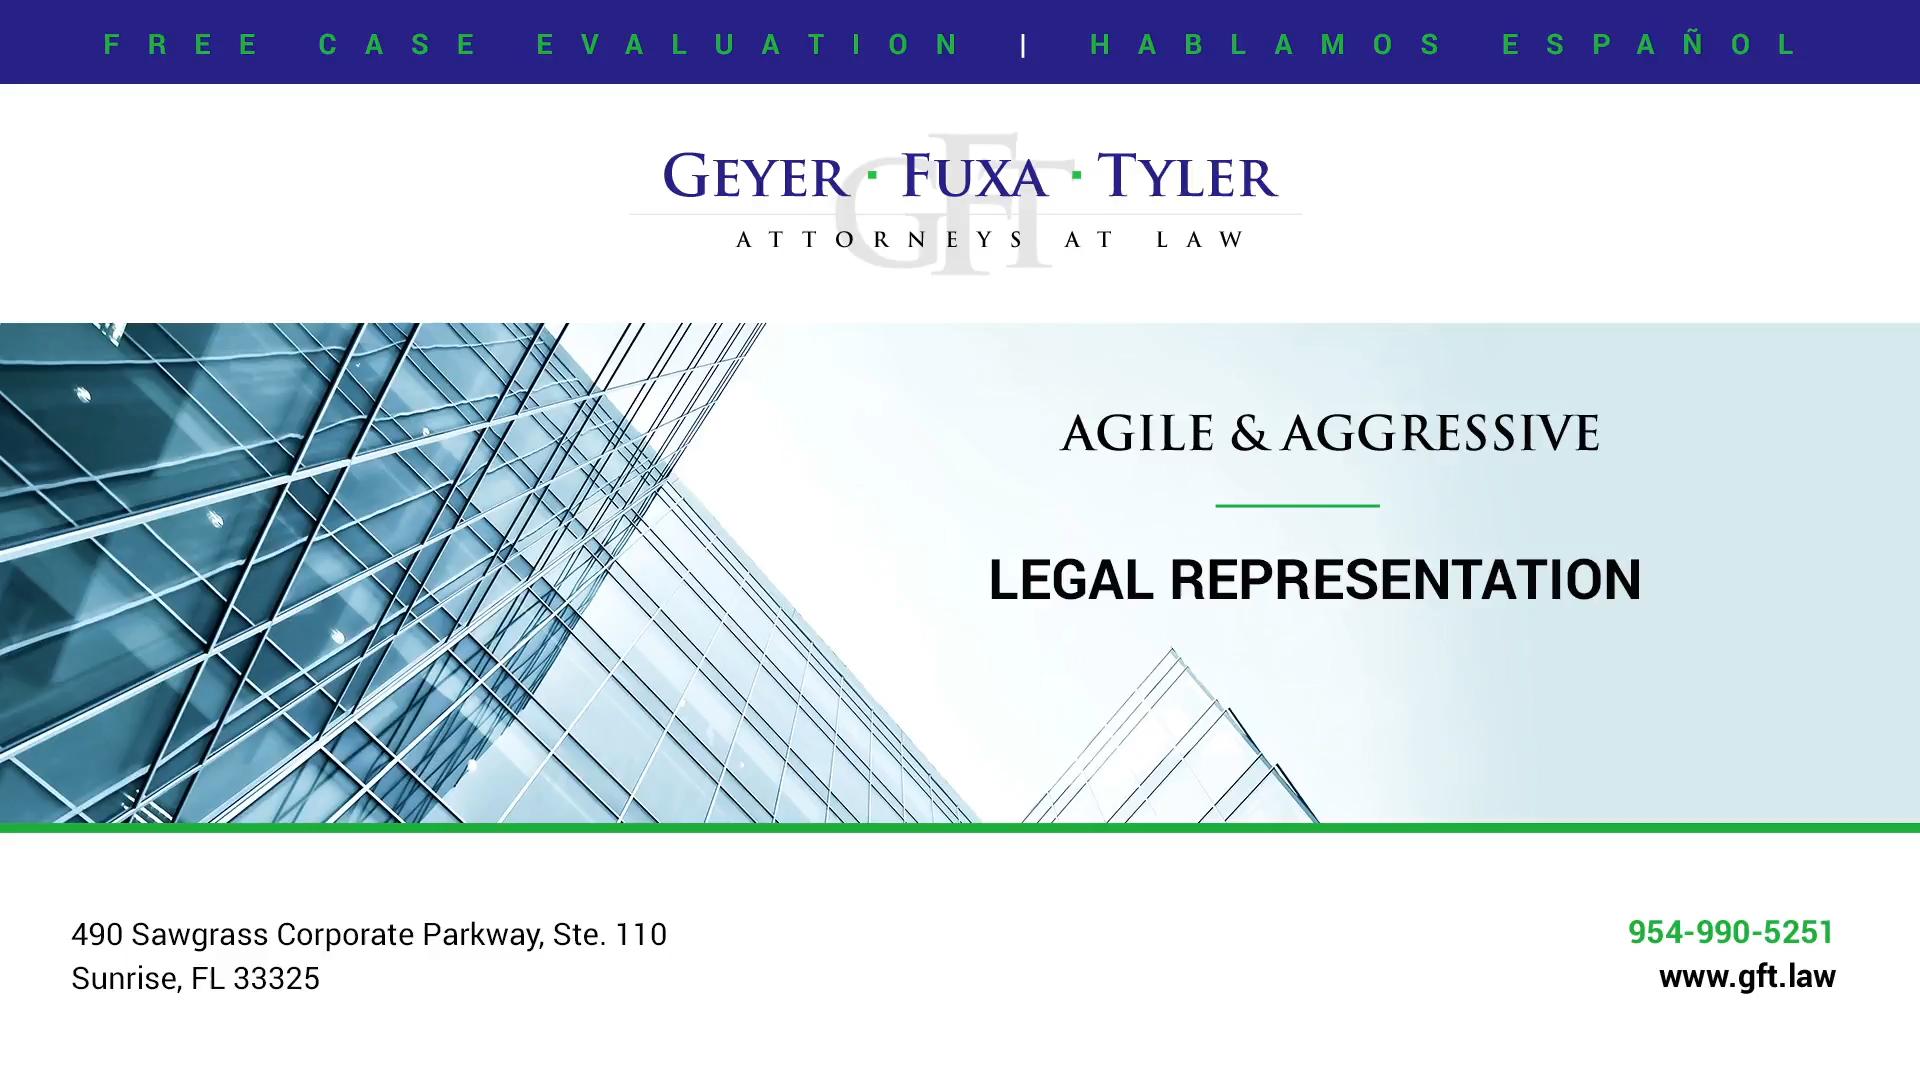 FREE CASE EVALUATION | HABLAMOS ESPAÑOL
GFT
GEYER · FUXA · TYLER
ATTORNEYS AT LAW
AGILE & AGGRESSIVE
LEGAL REPRESENTATION
490 Sawgrass Corporate Parkway, Ste. 110
Sunrise, FL 33325
954-990-5251
www.gft.law